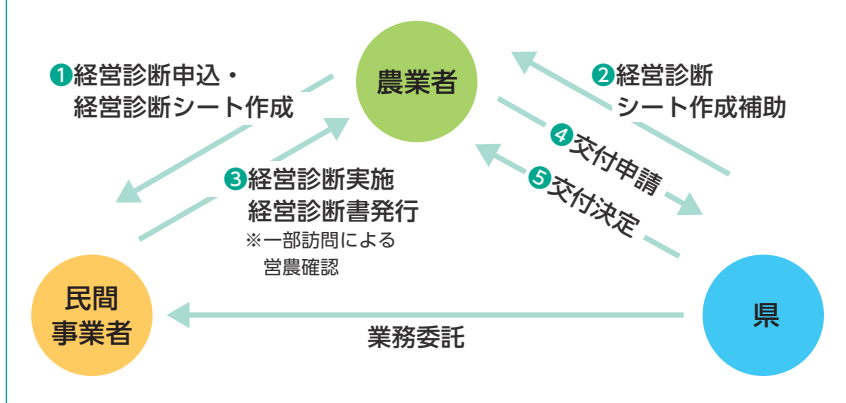 農業者
❶経営診断申込・
経営診断シート作成
❷経営診断
シート作成補助
❸経営診断実施
経営診断書発行
※一部訪問による
営農確認
❹交付申請
❺交付決定
民間
事業者
県
業務委託